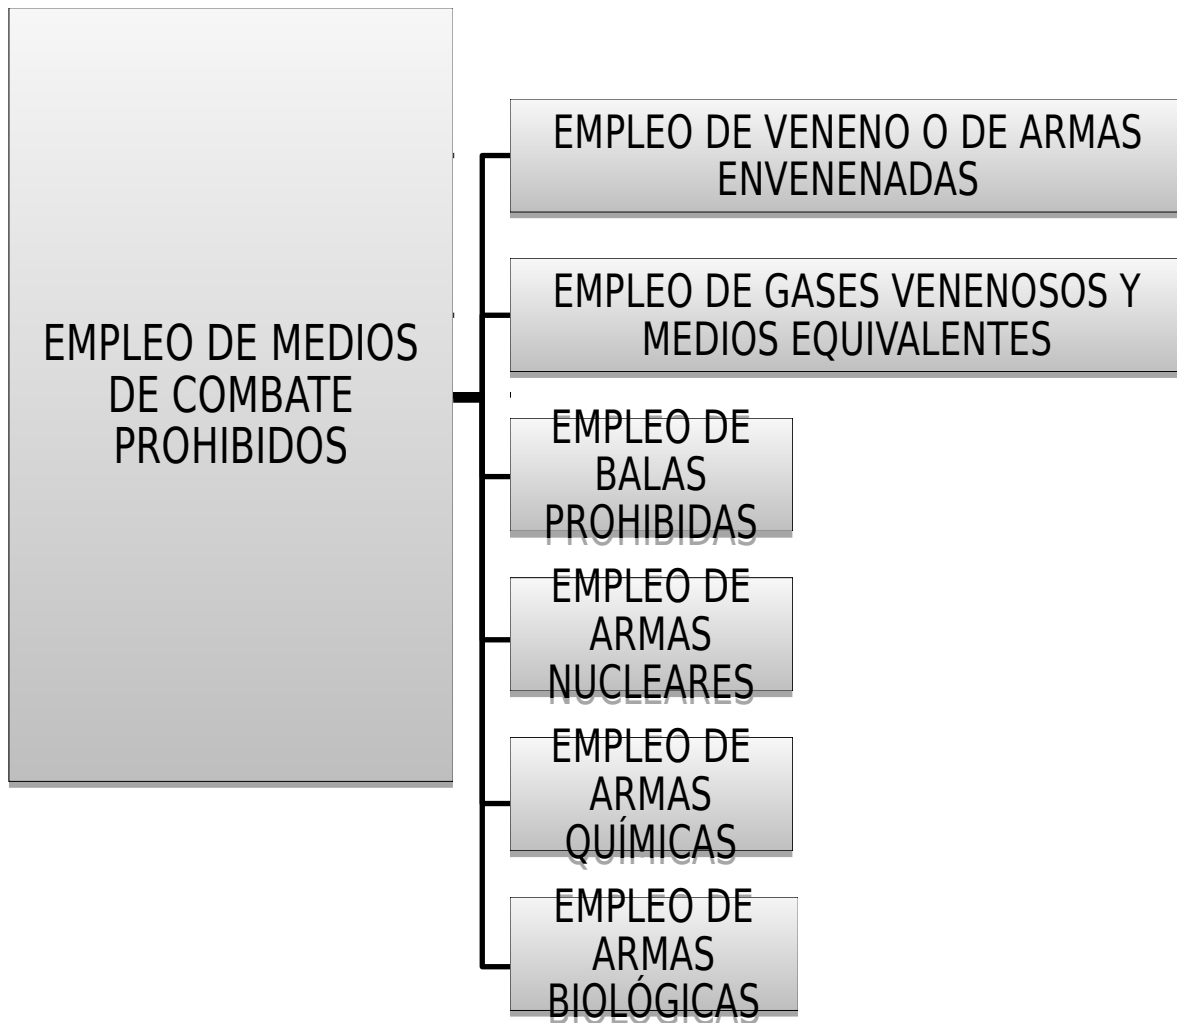 EMPLEO DE MEDIOS
DE COMBATE
PROHIBIDOS
EMPLEO DE VENENO O DE ARMAS
ENVENENADAS
EMPLEO DE GASES VENENOSOS Y
MEDIOS EQUIVALENTES
EMPLEO DE
BALAS
PROHIBIDAS
EMPLEO DE
ARMAS
NUCLEARES
EMPLEO DE
ARMAS
QUÍMICAS
EMPLEO DE
ARMAS
BIOLÓGICAS